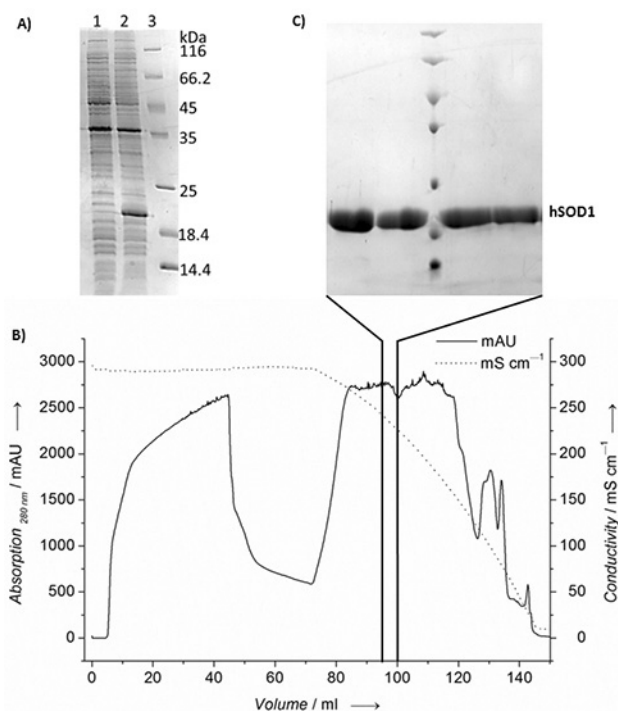 A)
1 2 3
kDa
116
66.2
45
35
25
18.4
14.4
C)
hSOD1
B)
mAU
mS cm⁻¹
3000
2500
2000
1500
1000
500
0
Absorption 280 nm / mAU →
300
250
200
150
100
50
0
Conductivity / mS cm⁻¹ →
0 20 40 60 80 100 120 140
Volume / ml →